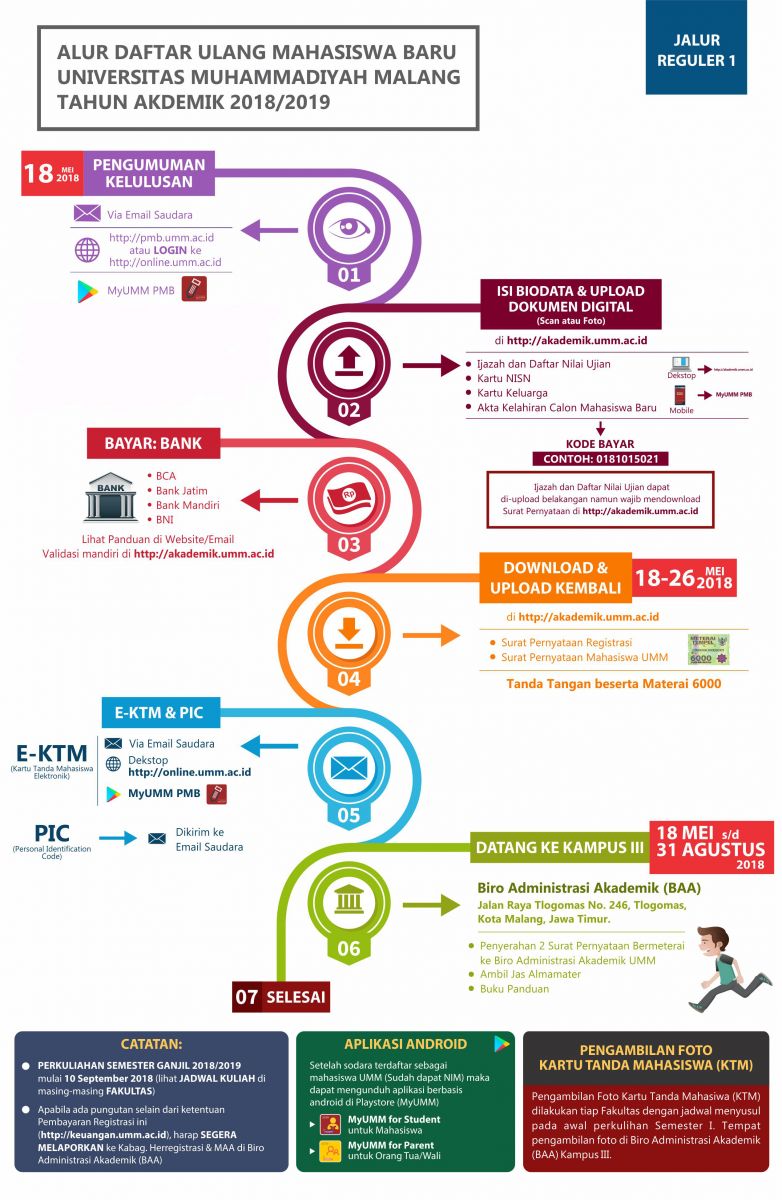 ALUR DAFTAR ULANG MAHASISWA BARU
UNIVERSITAS MUHAMMADIYAH MALANG
TAHUN AKDEMIK 2018/2019
JALUR
REGULER 1
18 MEI 2018
PENGUMUMAN
KELULUSAN
Via Email Saudara
http://pmb.umm.ac.id
atau LOGIN ke
http://online.umm.ac.id
MyUMM PMB
01
ISI BIODATA & UPLOAD
DOKUMEN DIGITAL
(Scan atau Foto)
di http://akademik.umm.ac.id
• Ijazah dan Daftar Nilai Ujian
• Kartu NISN
• Kartu Keluarga
• Akta Kelahiran Calon Mahasiswa Baru
Dekstop
http://akademik.umm.ac.id
Mobile
MyUMM PMB
02
KODE BAYAR
CONTOH: 0181015021
Ijazah dan Daftar Nilai Ujian dapat
di-upload belakangan namun wajib mendownload
Surat Pernyataan di http://akademik.umm.ac.id
BAYAR: BANK
BANK
• BCA
• Bank Jatim
• Bank Mandiri
• BNI
Lihat Panduan di Website/Email
Validasi mandiri di http://akademik.umm.ac.id
Rp
03
DOWNLOAD &
UPLOAD KEMBALI
18-26 MEI 2018
di http://akademik.umm.ac.id
• Surat Pernyataan Registrasi
• Surat Pernyataan Mahasiswa UMM
METERAI
TEMPEL
6000
Tanda Tangan beserta Materai 6000
04
E-KTM & PIC
E-KTM
(Kartu Tanda Mahasiswa
Elektronik)
Via Email Saudara
Dekstop
http://online.umm.ac.id
MyUMM PMB
PIC
(Personal Identification
Code)
Dikirim ke
Email Saudara
05
DATANG KE KAMPUS III
18 MEI s/d
31 AGUSTUS
2018
Biro Administrasi Akademik (BAA)
Jalan Raya Tlogomas No. 246, Tlogomas,
Kota Malang, Jawa Timur.
• Penyerahan 2 Surat Pernyataan Bermeterai
ke Biro Administrasi Akademik UMM
• Ambil Jas Almamater
• Buku Panduan
06
07 SELESAI
CATATAN:
• PERKULIAHAN SEMESTER GANJIL 2018/2019
mulai 10 September 2018 (lihat JADWAL KULIAH di
masing-masing FAKULTAS)
• Apabila ada pungutan selain dari ketentuan
Pembayaran Registrasi ini
(http://keuangan.umm.ac.id), harap SEGERA
MELAPORKAN ke Kabag. Herregistrasi & MAA di Biro
Administrasi Akademik (BAA)
APLIKASI ANDROID
Setelah sodara terdaftar sebagai
mahasiswa UMM (Sudah dapat NIM) maka
dapat mengunduh aplikasi berbasis
android di Playstore (MyUMM)
MyUMM for Student
untuk Mahasiswa
MyUMM for Parent
untuk Orang Tua/Wali
PENGAMBILAN FOTO
KARTU TANDA MAHASISWA (KTM)
Pengambilan Foto Kartu Tanda Mahasiwa (KTM)
dilakukan tiap Fakultas dengan jadwal menyusul
pada awal perkulihan Semester I. Tempat
pengambilan foto di Biro Administrasi Akademik
(BAA) Kampus III.